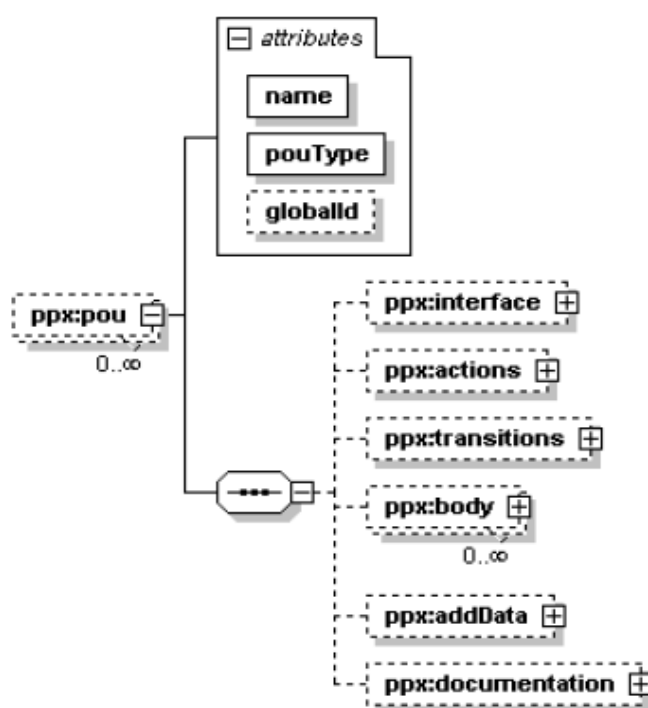 attributes
name
pouType
globalId
ppx:pou
0..∞
ppx:interface
ppx:actions
ppx:transitions
ppx:body
0..∞
ppx:addData
ppx:documentation